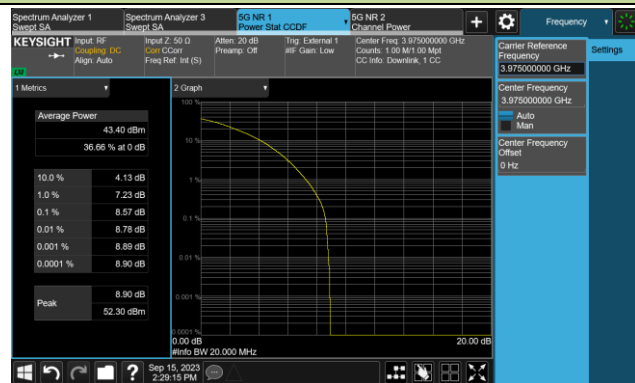 Spectrum Analyzer 1
Swept SA
Spectrum Analyzer 3
Swept SA
5G NR 1
Power Stat CCDF
5G NR 2
Channel Power
Frequency
KEYSIGHT
Input: RF
Coupling: DC
Align: Auto
Input Z: 50 Ω
Corr CCorr
Freq Ref: Int (S)
Atten: 20 dB
Preamp: Off
Trig: External 1
#IF Gain: Low
Center Freq: 3.975000000 GHz
Counts: 1.00 M/1.00 Mpt
CC Info: Downlink, 1 CC
Carrier Reference
Frequency
3.975000000 GHz
Settings
Center Frequency
3.975000000 GHz
Auto
Man
Center Frequency
Offset
0 Hz
1 Metrics
Average Power
43.40 dBm
36.66 % at 0 dB
10.0 % 4.13 dB
1.0 % 7.23 dB
0.1 % 8.57 dB
0.01 % 8.78 dB
0.001 % 8.89 dB
0.0001 % 8.90 dB
Peak 8.90 dB
52.30 dBm
2 Graph
100 %
10 %
1 %
0.1 %
0.01 %
0.001 %
0.0001 %
0.00 dB
20.00 dB
#Info BW 20.000 MHz
Sep 15, 2023
2:29:15 PM